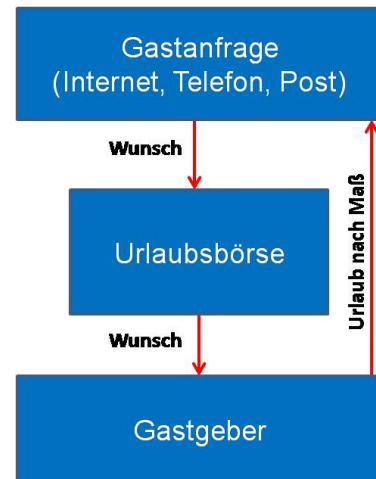 Gastanfrage
(Internet, Telefon, Post)
Wunsch
Urlaubsbörse
Urlaub nach Maß
Wunsch
Gastgeber